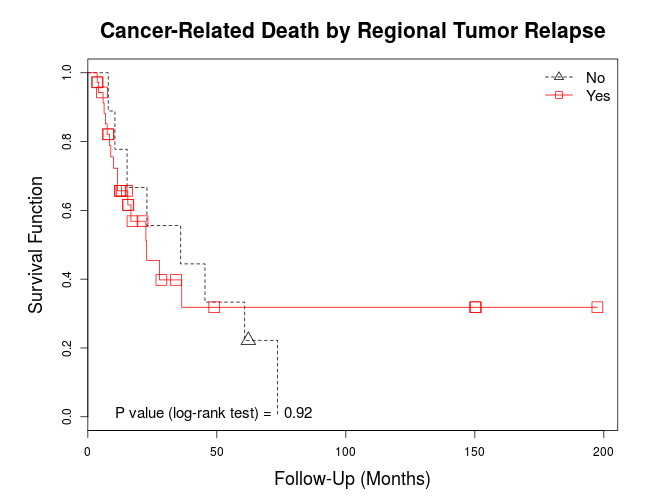 Cancer-Related Death by Regional Tumor Relapse
No
Yes
Survival Function
1.0
0.8
0.6
0.4
0.2
0.0
P value (log-rank test) = 0.92
0 50 100 150 200
Follow-Up (Months)